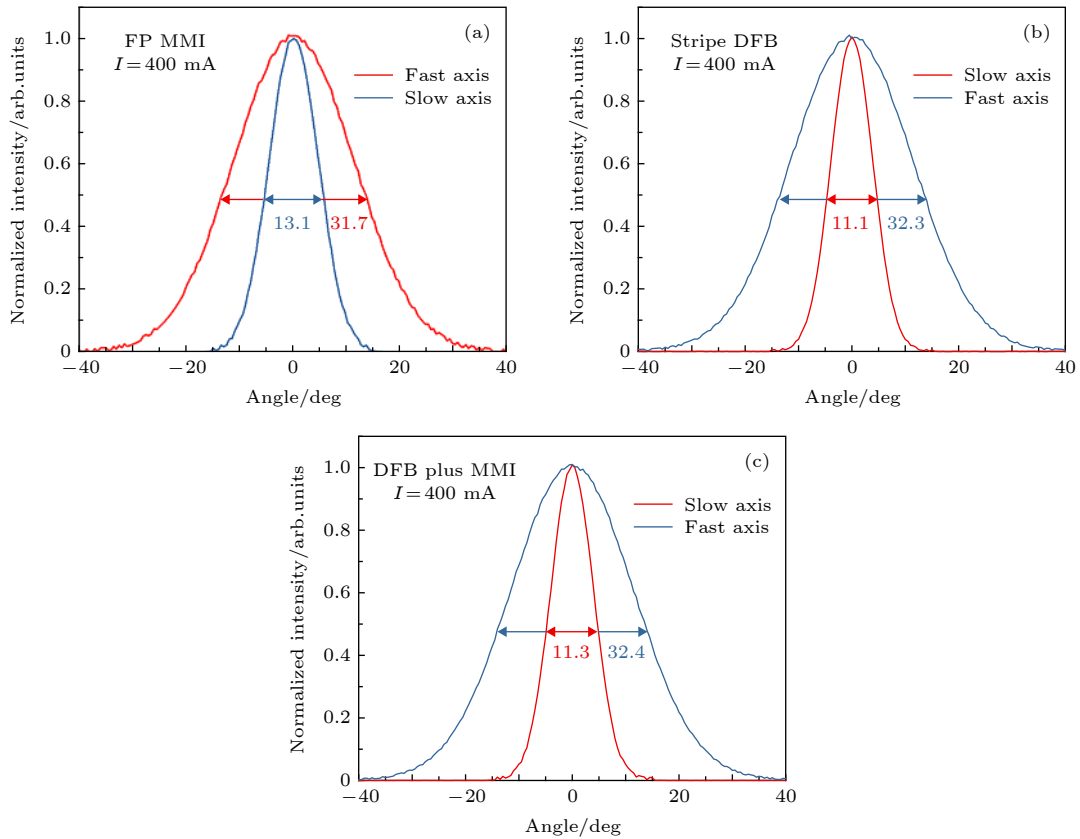 (a)
FP MMI
I=400 mA
Fast axis
Slow axis
13.1
31.7
Normalized intensity/arb.units
1.0
0.8
0.6
0.4
0.2
0
−40
−20
0
20
40
Angle/deg
(b)
Stripe DFB
I=400 mA
Slow axis
Fast axis
11.1
32.3
Normalized intensity/arb.units
1.0
0.8
0.6
0.4
0.2
0
−40
−20
0
20
40
Angle/deg
(c)
DFB plus MMI
I=400 mA
Slow axis
Fast axis
11.3
32.4
Normalized intensity/arb.units
1.0
0.8
0.6
0.4
0.2
0
−40
−20
0
20
40
Angle/deg